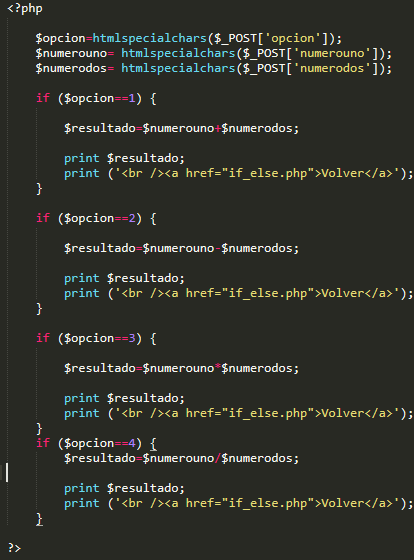 <?php
$opcion=htmlspecialchars($_POST['opcion']);
$numerouno= htmlspecialchars($_POST['numerouno']);
$numerodos= htmlspecialchars($_POST['numerodos']);
if ($opcion==1) {
$resultado=$numerouno+$numerodos;
print $resultado;
print ('<br /><a href="if_else.php">Volver</a>');
}
if ($opcion==2) {
$resultado=$numerouno-$numerodos;
print $resultado;
print ('<br /><a href="if_else.php">Volver</a>');
}
if ($opcion==3) {
$resultado=$numerouno*$numerodos;
print $resultado;
print ('<br /><a href="if_else.php">Volver</a>');
}
if ($opcion==4) {
$resultado=$numerouno/$numerodos;
print $resultado;
print ('<br /><a href="if_else.php">Volver</a>');
}
?>